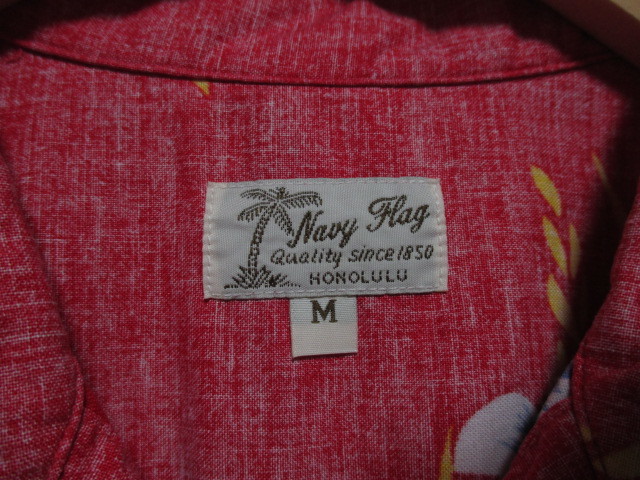 Navy Flag
Quality since 1850
HONOLULU
M